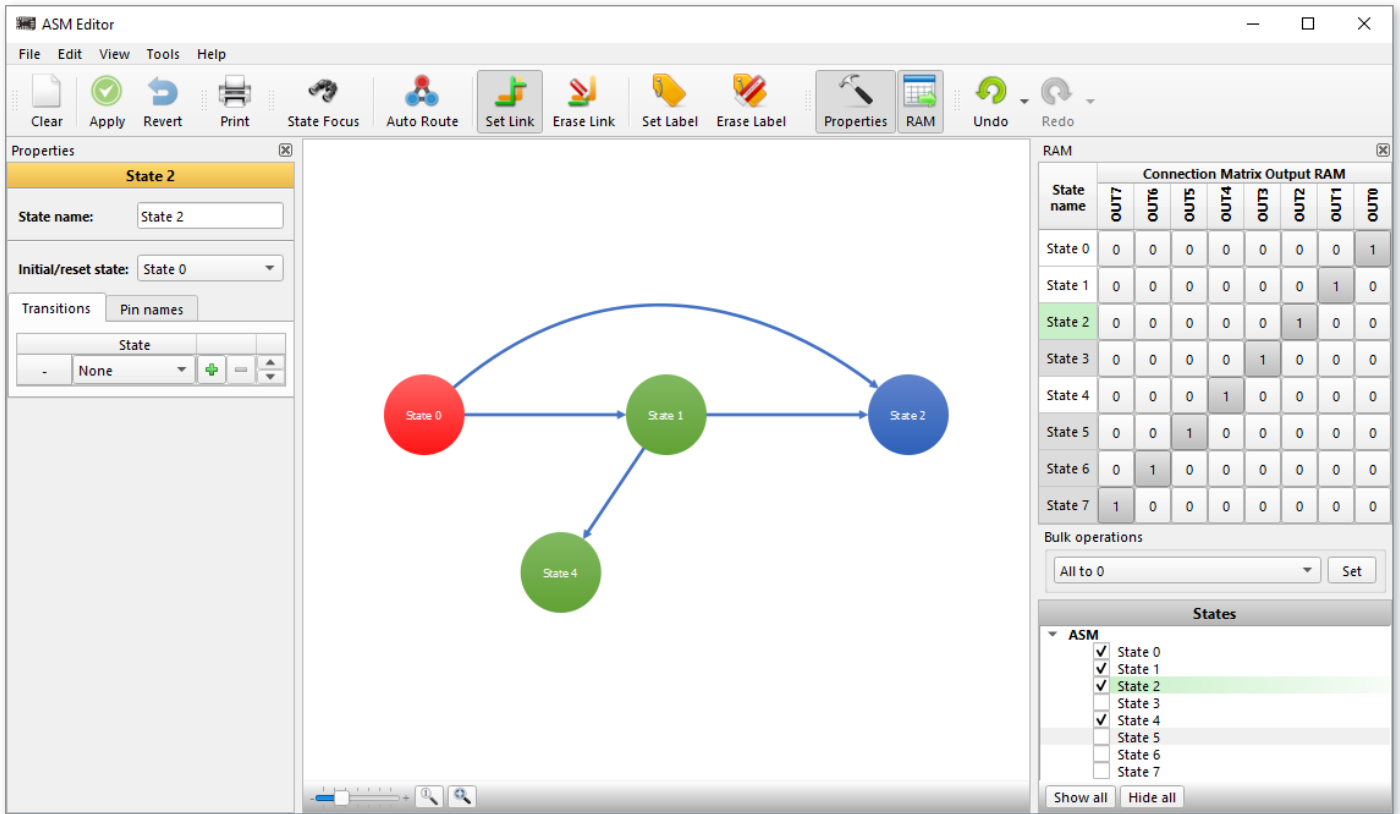 ASM Editor
File Edit View Tools Help
Clear Apply Revert Print State Focus Auto Route Set Link Erase Link Set Label Erase Label Properties RAM Undo Redo
Properties
State 2
State name: State 2
Initial/reset state: State 0
Transitions Pin names
State
- None
State 0
State 1
State 2
State 4
- +
RAM
State name
Connection Matrix Output RAM
OUT7 OUT6 OUT5 OUT4 OUT3 OUT2 OUT1 OUT0
State 0 0 0 0 0 0 0 0 1
State 1 0 0 0 0 0 0 1 0
State 2 0 0 0 0 0 1 0 0
State 3 0 0 0 0 1 0 0 0
State 4 0 0 0 1 0 0 0 0
State 5 0 0 1 0 0 0 0 0
State 6 0 1 0 0 0 0 0 0
State 7 1 0 0 0 0 0 0 0
Bulk operations
All to 0 Set
States
ASM
State 0
State 1
State 2
State 3
State 4
State 5
State 6
State 7
Show all Hide all